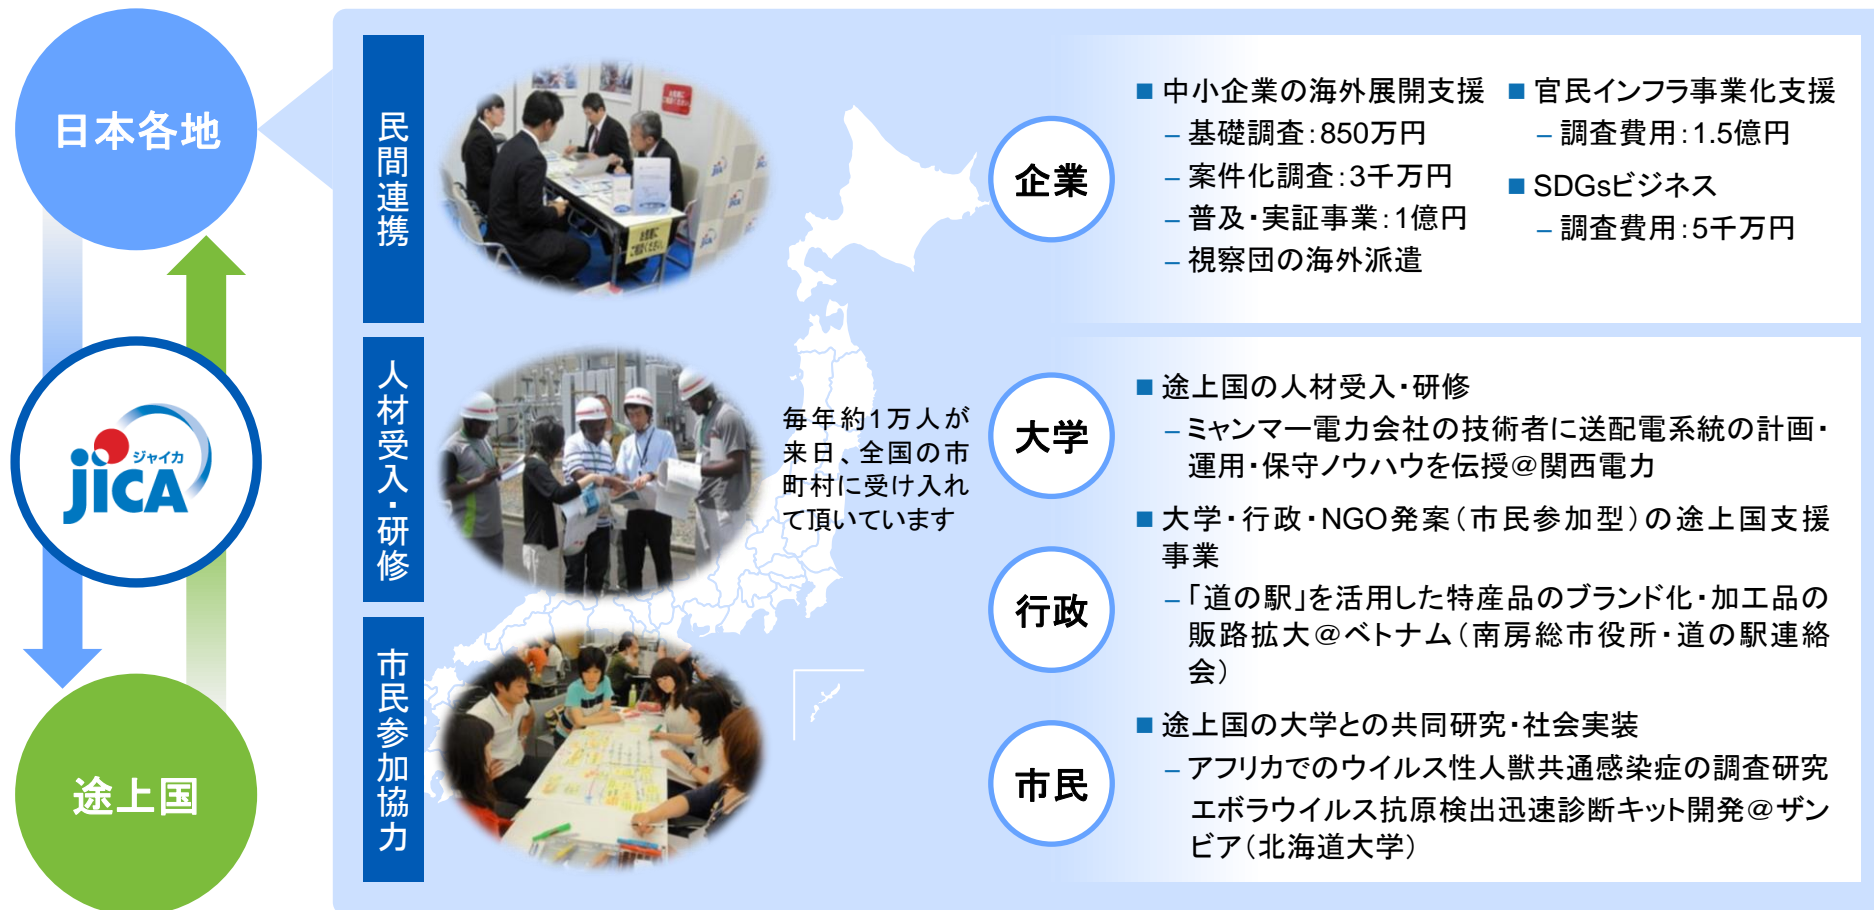 日本各地
ジャイカ
jicA
途上国
民間連携
人材受入・研修
市民参加協力
お気軽に
ご相談ください。
JICA
毎年約1万人が
来日、全国の市
町村に受け入れ
て頂いています
企業
■ 中小企業の海外展開支援
– 基礎調査：850万円
– 案件化調査：3千万円
– 普及・実証事業：1億円
– 視察団の海外派遣
■ 官民インフラ事業化支援
– 調査費用：1.5億円
■ SDGsビジネス
– 調査費用：5千万円
大学
行政
市民
■ 途上国の人材受入・研修
– ミャンマー電力会社の技術者に送配電系統の計画・
運用・保守ノウハウを伝授＠関西電力
■ 大学・行政・NGO発案（市民参加型）の途上国支援
事業
– 「道の駅」を活用した特産品のブランド化・加工品の
販路拡大＠ベトナム（南房総市役所・道の駅連絡
会）
■ 途上国の大学との共同研究・社会実装
– アフリカでのウイルス性人獣共通感染症の調査研究
エボラウイルス抗原検出迅速診断キット開発＠ザン
ビア（北海道大学）